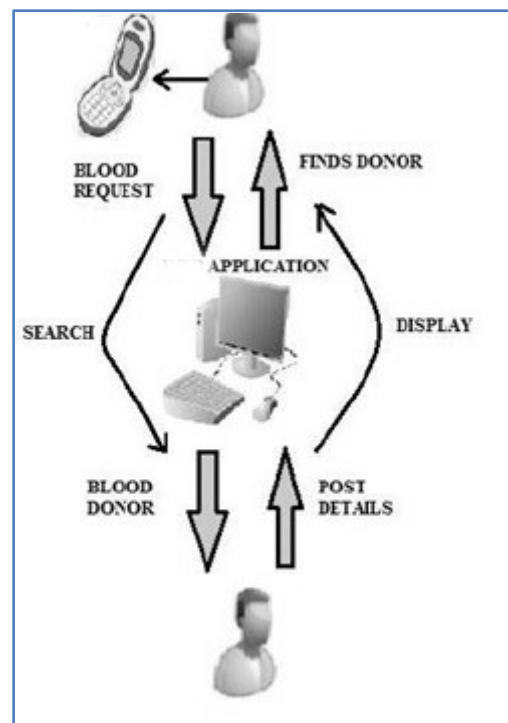 BLOOD
REQUEST
FINDS DONOR
APPLICATION
SEARCH
DISPLAY
BLOOD
DONOR
POST
DETAILS